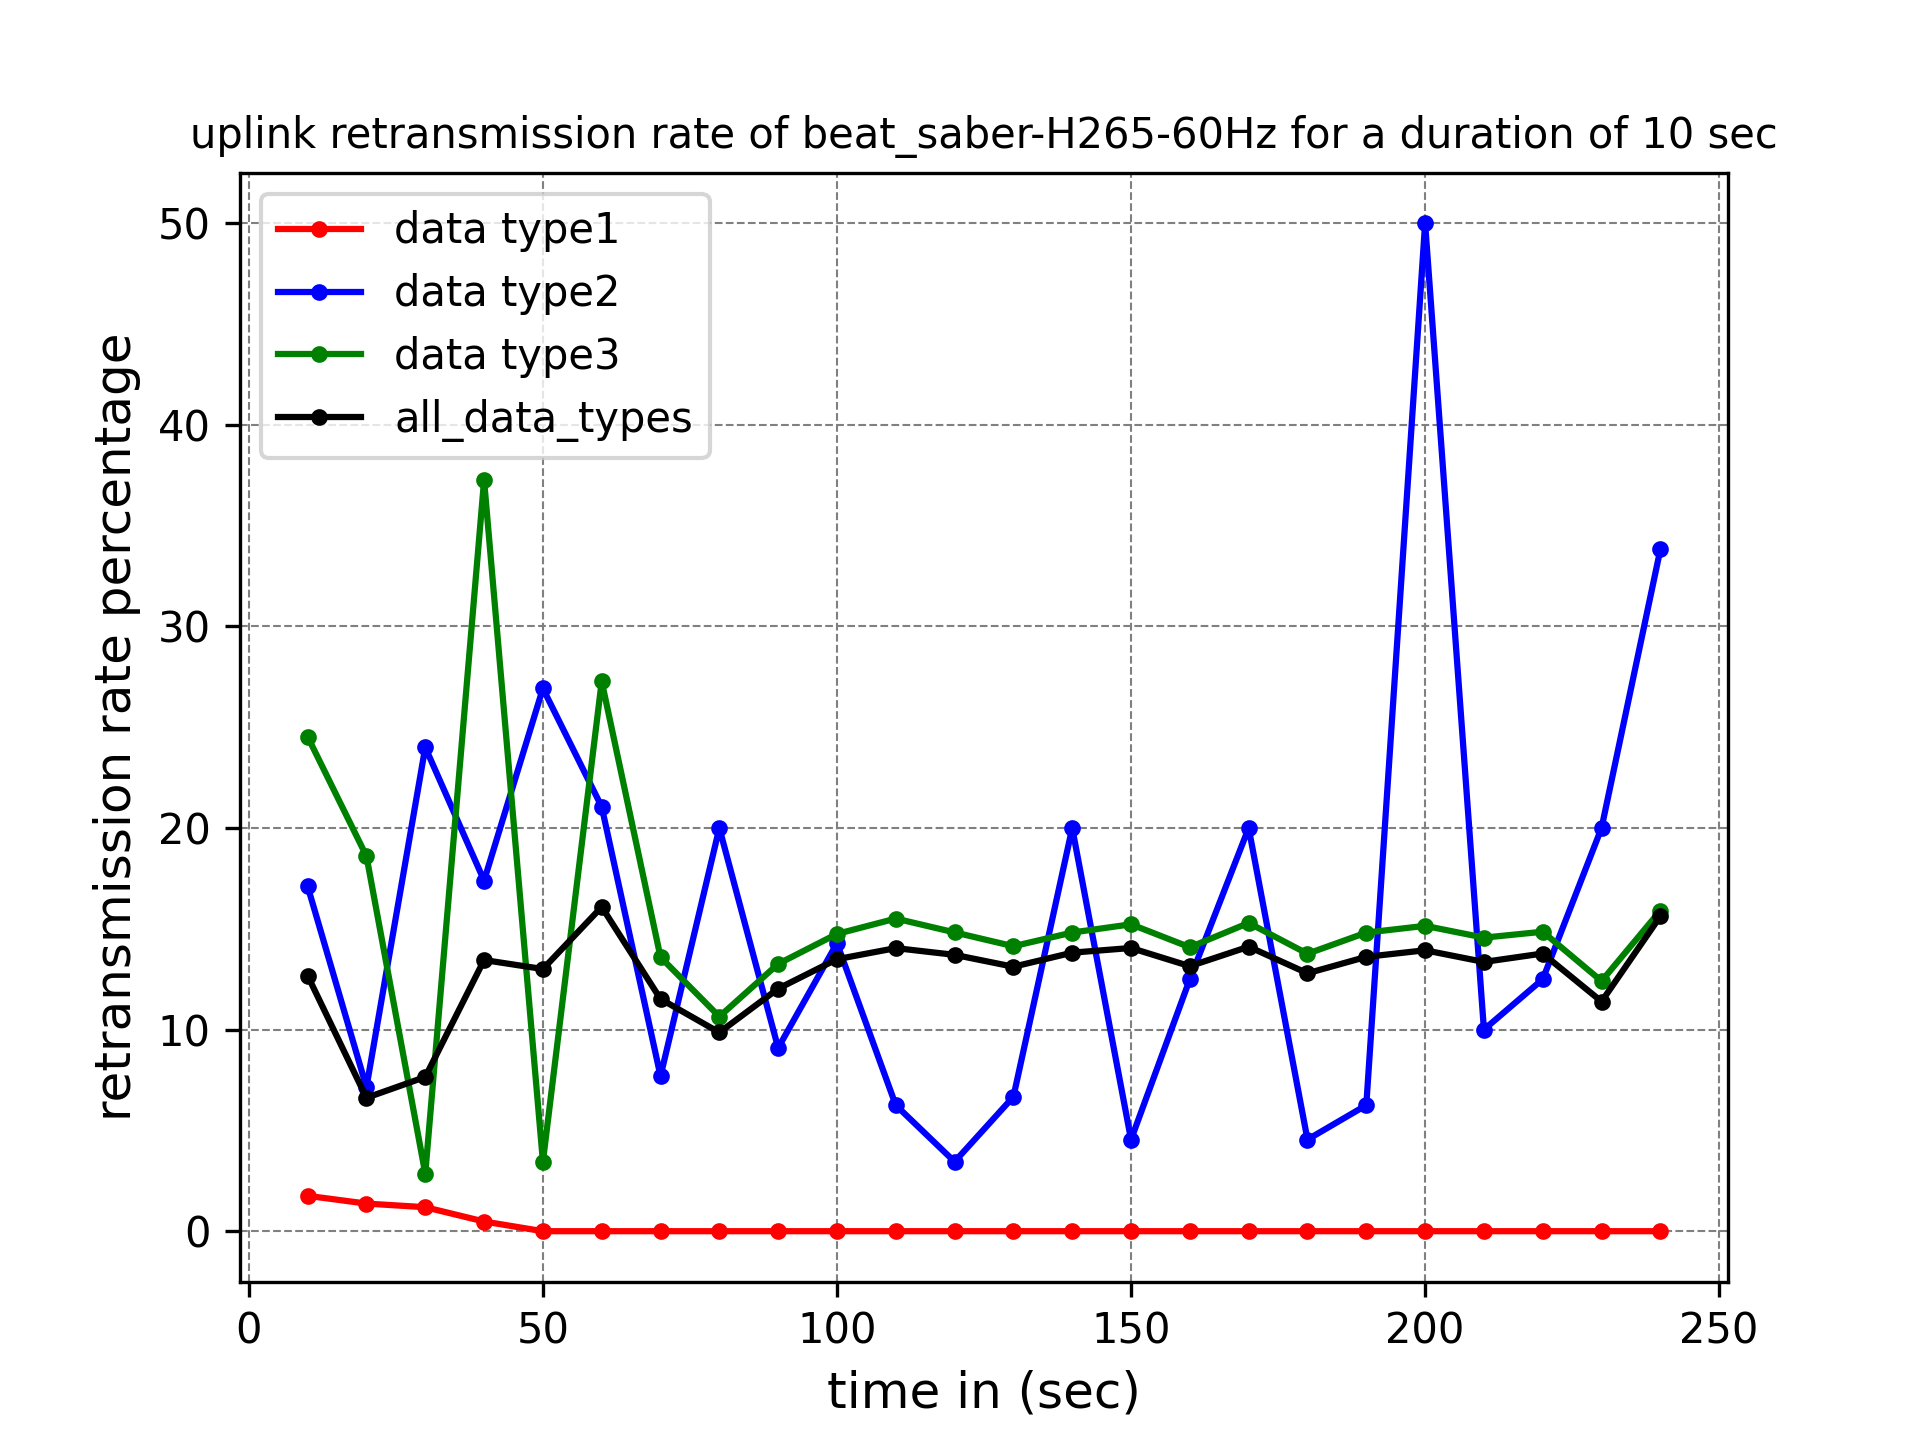 uplink retransmission rate of beat_saber-H265-60Hz for a duration of 10 sec
data type1
data type2
data type3
all_data_types
retransmission rate percentage
50
40
30
20
10
0
0 50 100 150 200 250
time in (sec)